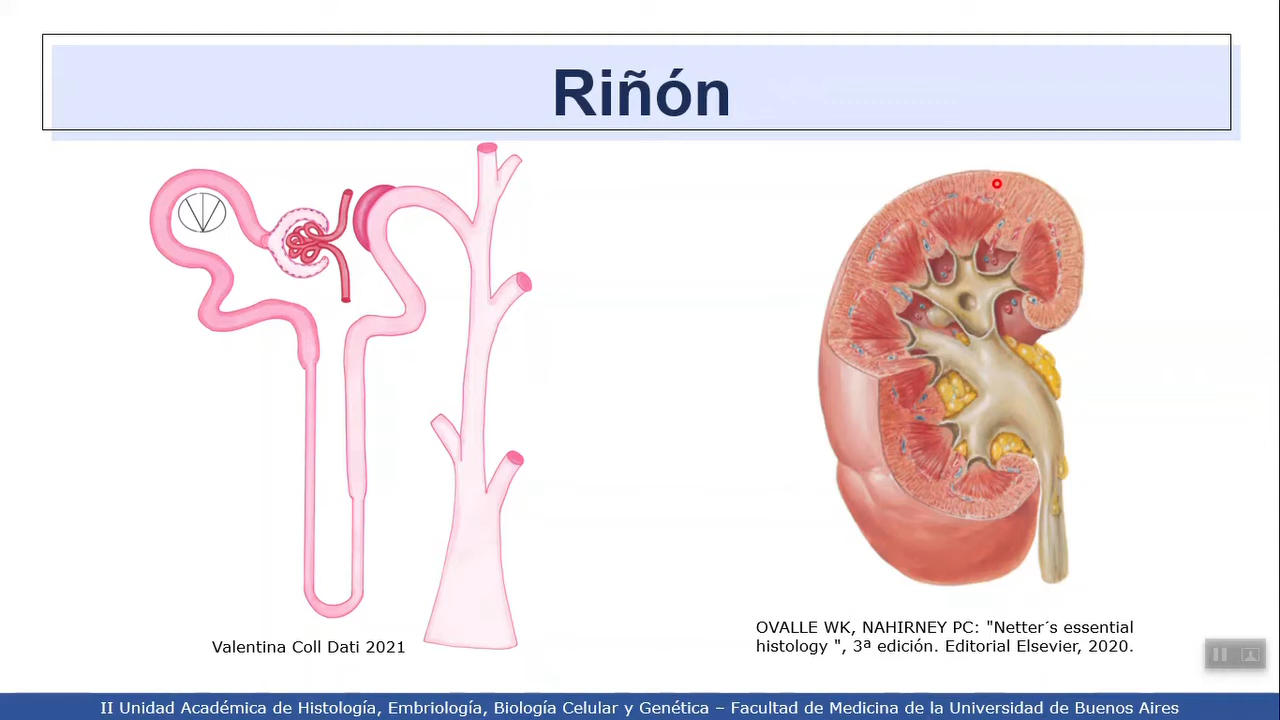 Riñón
Valentina Coll Dati 2021
OVALLE WK, NAHIRNEY PC: "Netter´s essential
histology ", 3ª edición. Editorial Elsevier, 2020.
II Unidad Académica de Histología, Embriología, Biología Celular y Genética – Facultad de Medicina de la Universidad de Buenos Aires